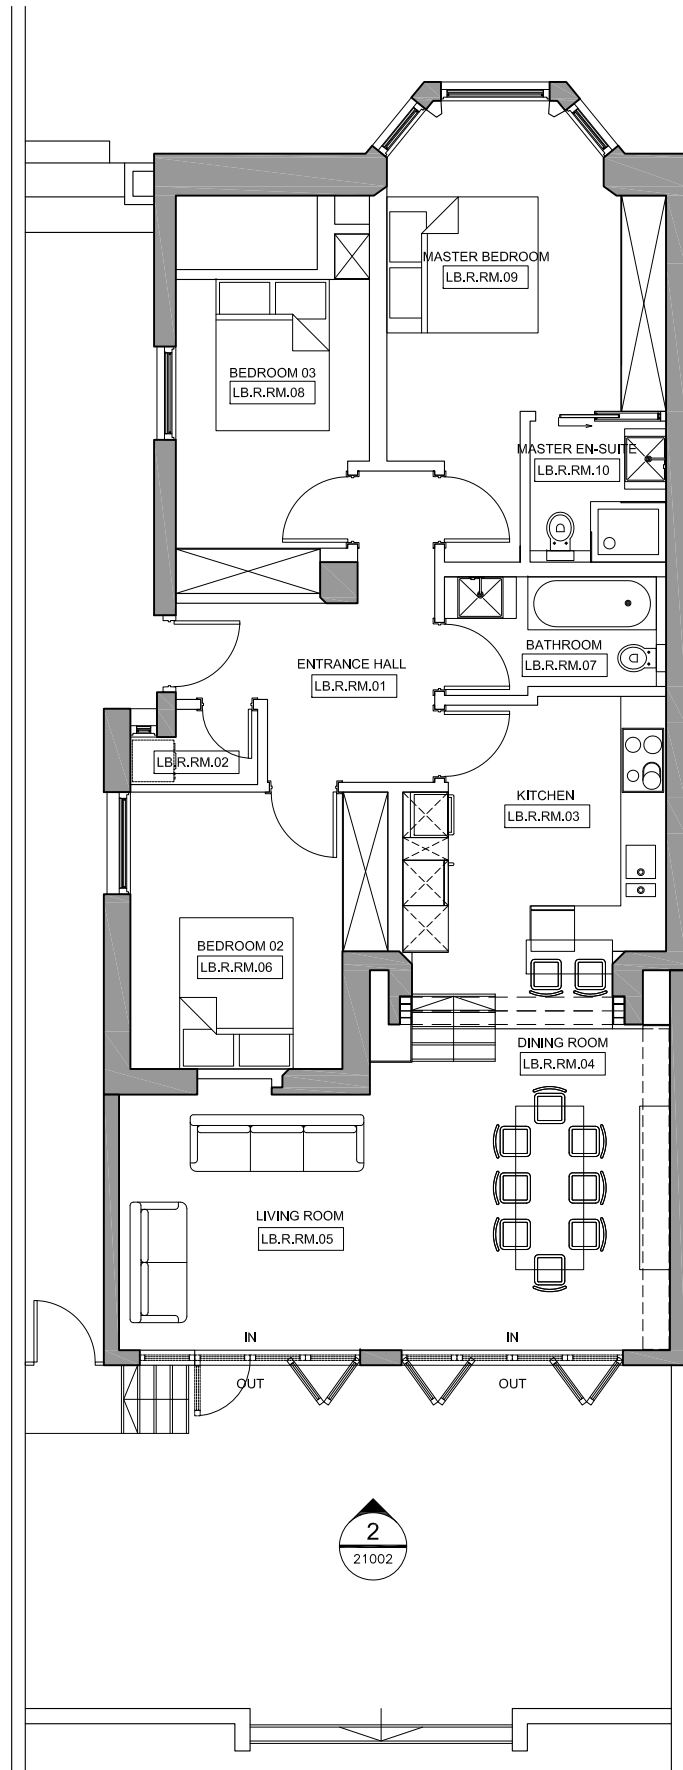 MASTER BEDROOM
LB.R.RM.09
BEDROOM 03
LB.R.RM.08
MASTER EN-SUITE
LB.R.RM.10
BATHROOM
LB.R.RM.07
ENTRANCE HALL
LB.R.RM.01
LB.R.RM.02
KITCHEN
LB.R.RM.03
BEDROOM 02
LB.R.RM.06
DINING ROOM
LB.R.RM.04
LIVING ROOM
LB.R.RM.05
IN
IN
OUT
OUT
2
21002